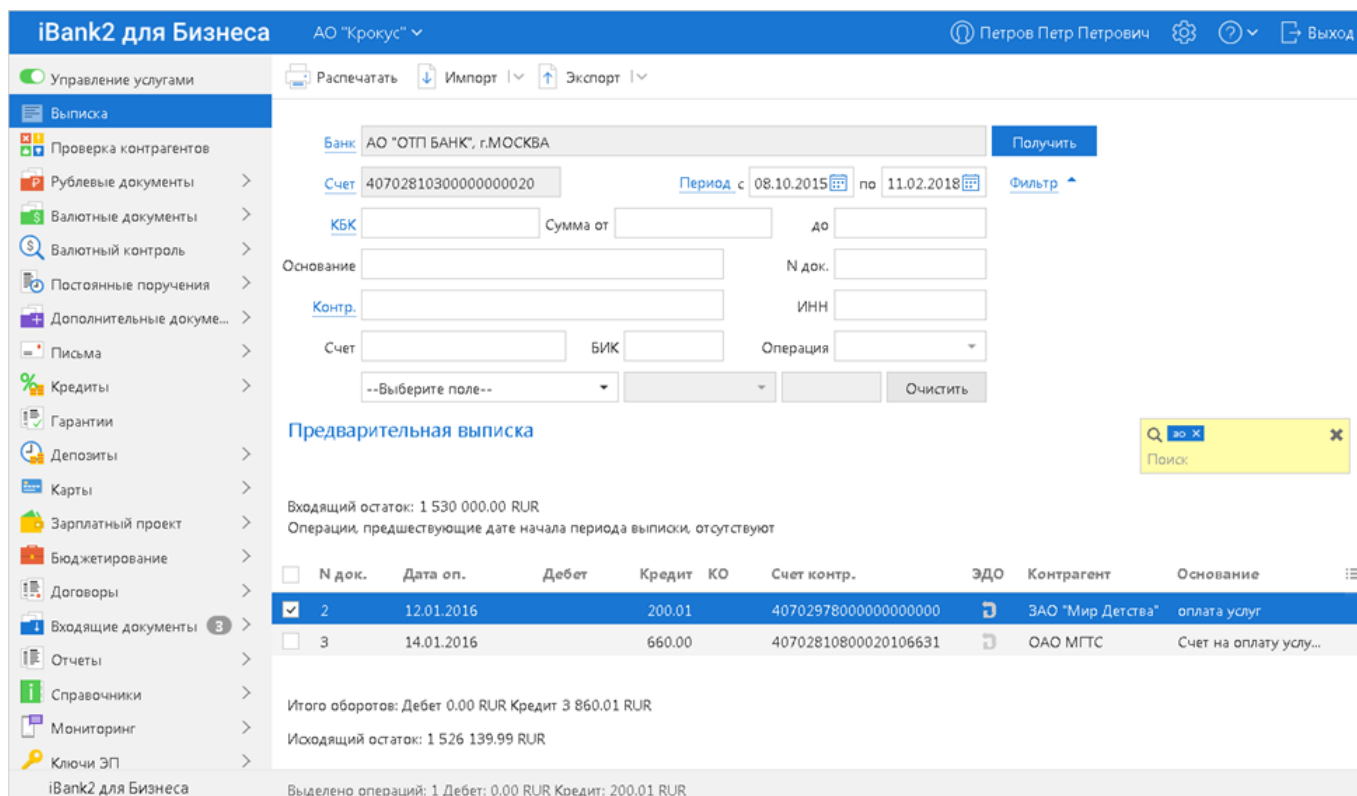 iBank2 для Бизнеса АО "Крокус" Петров Петр Петрович Выход
Управление услугами
Выписка
Проверка контрагентов
Рублевые документы
Валютные документы
Валютный контроль
Постоянные поручения
Дополнительные докуме...
Письма
Кредиты
Гарантии
Депозиты
Карты
Зарплатный проект
Бюджетирование
Договоры
Входящие документы 3
Отчеты
Справочники
Мониторинг
Ключи ЭП
iBank2 для Бизнеса
Распечатать Импорт Экспорт
Банк АО "ОТП БАНК", г.МОСКВА Получить
Счет 40702810300000000020 Период с 08.10.2015 по 11.02.2018 Фильтр
КБК Сумма от до
Основание N док.
Контр. ИНН
Счет БИК Операция
--Выберите поле-- Очистить
Предварительная выписка
ао X
Поиск
Входящий остаток: 1 530 000.00 RUR
Операции, предшествующие дате начала периода выписки, отсутствуют
N док. Дата оп. Дебет Кредит КО Счет контр. ЭДО Контрагент Основание
2 12.01.2016 200.01 40702978000000000000 ЗАО "Мир Детства" оплата услуг
3 14.01.2016 660.00 40702810800020106631 ОАО МГТС Счет на оплату услу...
Итого оборотов: Дебет 0.00 RUR Кредит 3 860.01 RUR
Исходящий остаток: 1 526 139.99 RUR
Выделено операций: 1 Дебет: 0.00 RUR Кредит: 200.01 RUR